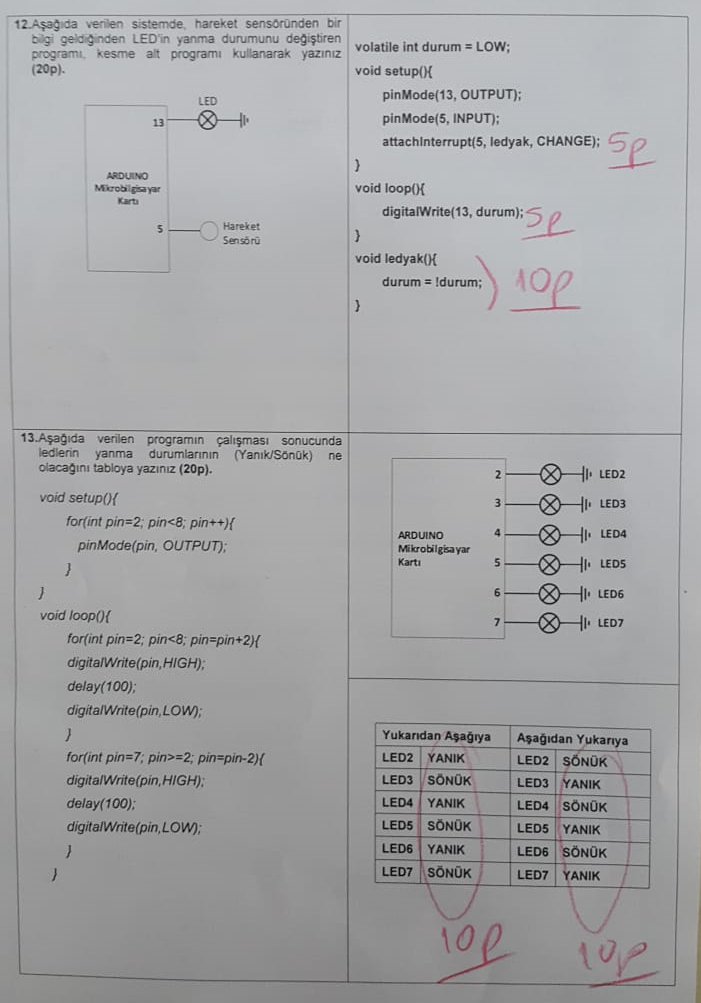 12.Aşağıda verilen sistemde, hareket sensöründen bir
bilgi geldiğinden LED'in yanma durumunu değiştiren
programı, kesme alt programı kullanarak yazınız
(20p).
LED
13
ARDUINO
Mikrobilgisayar
Kartı
5
Hareket
Sensörü
volatile int durum = LOW;
void setup(){
pinMode(13, OUTPUT);
pinMode(5, INPUT);
attachInterrupt(5, ledyak, CHANGE); 5p
}
void loop(){
digitalWrite(13, durum); 5p
}
void ledyak(){
durum = !durum; 10p
}
13.Aşağıda verilen programın çalışması sonucunda
ledlerin yanma durumlarının (Yanık/Sönük) ne
olacağını tabloya yazınız (20p).
void setup(){
for(int pin=2; pin<8; pin++){
pinMode(pin, OUTPUT);
}
}
void loop(){
for(int pin=2; pin<8; pin=pin+2){
digitalWrite(pin,HIGH);
delay(100);
digitalWrite(pin,LOW);
}
for(int pin=7; pin>=2; pin=pin-2){
digitalWrite(pin,HIGH);
delay(100);
digitalWrite(pin,LOW);
}
}
ARDUINO
Mikrobilgisayar
Kartı
2 LED2
3 LED3
4 LED4
5 LED5
6 LED6
7 LED7
Yukarıdan Aşağıya Aşağıdan Yukarıya
LED2 YANIK LED2 SÖNÜK
LED3 SÖNÜK LED3 YANIK
LED4 YANIK LED4 SÖNÜK
LED5 SÖNÜK LED5 YANIK
LED6 YANIK LED6 SÖNÜK
LED7 SÖNÜK LED7 YANIK
10p 10p